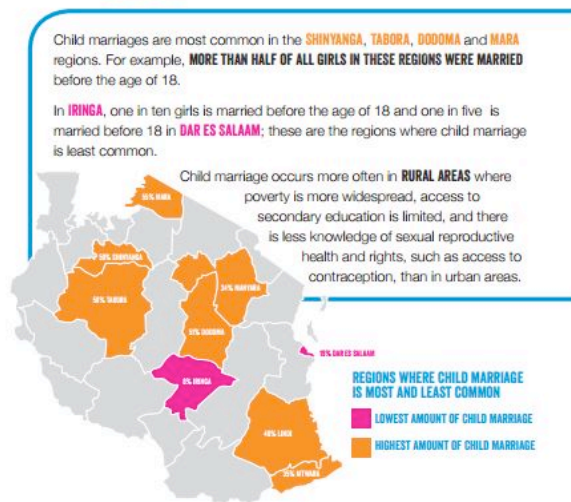 Child marriages are most common in the SHINYANGA, TABORA, DODOMA and MARA
regions. For example, MORE THAN HALF OF ALL GIRLS IN THESE REGIONS WERE MARRIED
before the age of 18.
In IRINGA, one in ten girls is married before the age of 18 and one in five is
married before 18 in DAR ES SALAAM; these are the regions where child marriage
is least common.
Child marriage occurs more often in RURAL AREAS where
poverty is more widespread, access to
secondary education is limited, and there
is less knowledge of sexual reproductive
health and rights, such as access to
contraception, than in urban areas.
MARA
SHINYANGA
58% TABORA
MANYARA
51% DODOMA
8% IRINGA
19% DAR ES SALAAM
LINDI
35% MTWARA
REGIONS WHERE CHILD MARRIAGE
IS MOST AND LEAST COMMON
LOWEST AMOUNT OF CHILD MARRIAGE
HIGHEST AMOUNT OF CHILD MARRIAGE